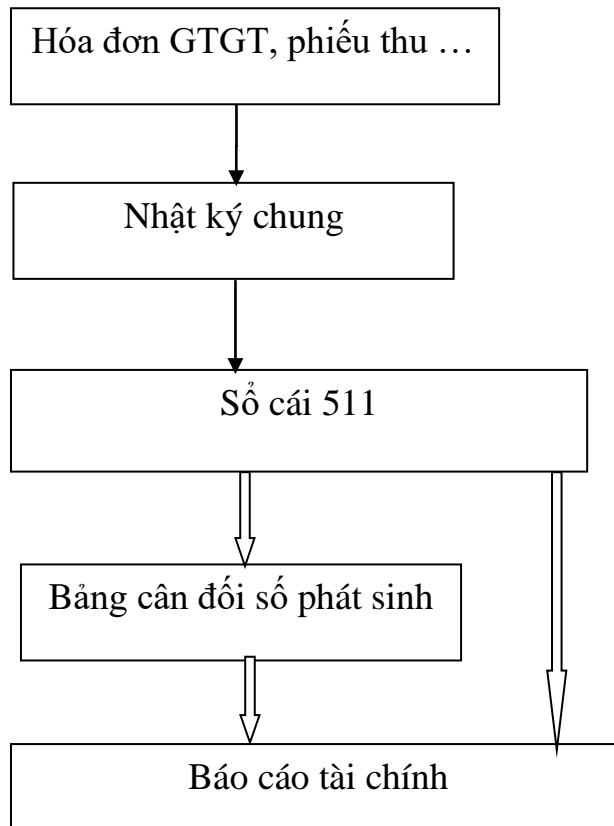 Hóa đơn GTGT, phiếu thu …
Nhật ký chung
Sổ cái 511
Bảng cân đối số phát sinh
Báo cáo tài chính